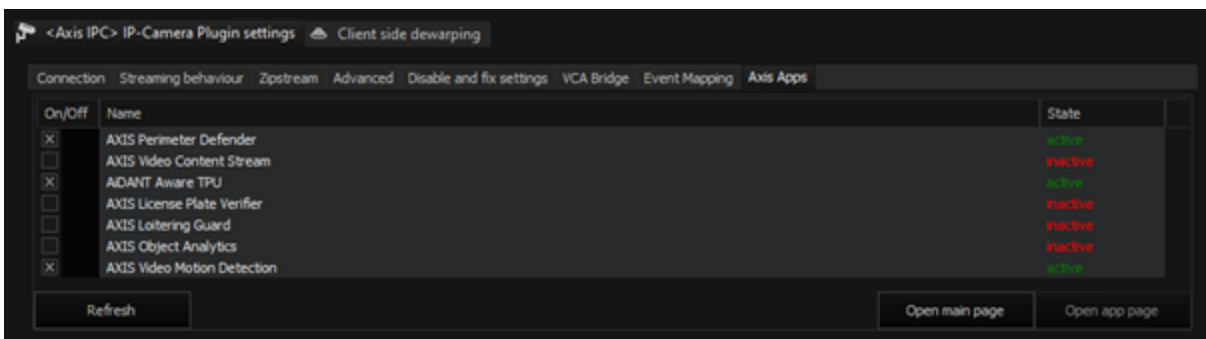 <Axis IPC> IP-Camera Plugin settings Client side dewarping
Connection Streaming behaviour Zipstream Advanced Disable and fix settings VCA Bridge Event Mapping Axis Apps
On/Off Name State
AXIS Perimeter Defender active
AXIS Video Content Stream inactive
AiDANT Aware TPU active
AXIS License Plate Verifier inactive
AXIS Loitering Guard inactive
AXIS Object Analytics inactive
AXIS Video Motion Detection active
Refresh Open main page Open app page